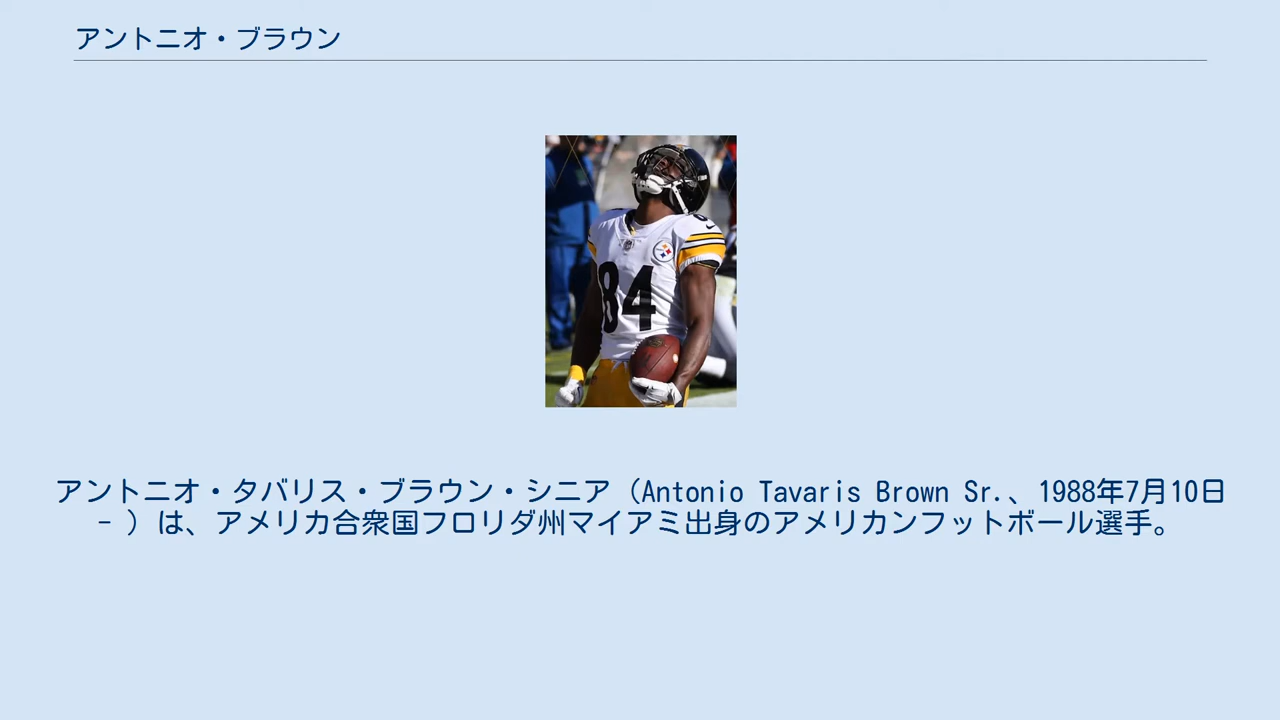 アントニオ・ブラウン
84
アントニオ・タバリス・ブラウン・シニア（Antonio Tavaris Brown Sr.、1988年7月10日
- ）は、アメリカ合衆国フロリダ州マイアミ出身のアメリカンフットボール選手。